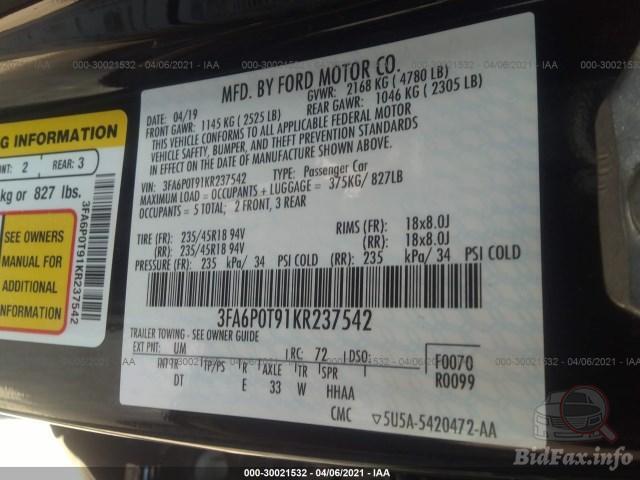 000-30021532 - 04/06/2021 - IAA
MFD. BY FORD MOTOR CO.
DATE: 04/19 GVWR: 2168 KG ( 4780 LB)
FRONT GAWR: 1145 KG ( 2525 LB) REAR GAWR: 1046 KG ( 2305 LB)
THIS VEHICLE CONFORMS TO ALL APPLICABLE FEDERAL MOTOR
VEHICLE SAFETY, BUMPER, AND THEFT PREVENTION STANDARDS
IN EFFECT ON THE DATE OF MANUFACTURE SHOWN ABOVE.
VIN: 3FA6P0T91KR237542 TYPE: Passenger Car
MAXIMUM LOAD = OCCUPANTS + LUGGAGE = 375KG/ 827LB
OCCUPANTS = 5 TOTAL; 2 FRONT, 3 REAR
TIRE (FR): 235/45R18 94V RIMS (FR): 18x8.0J
(RR): 235/45R18 94V (RR): 18x8.0J
PRESSURE (FR): 235 kPa/ 34 PSI COLD (RR): 235 kPa/ 34 PSI COLD
3FA6P0T91KR237542
TRAILER TOWING - SEE OWNER GUIDE
EXT PNT: UM RC: 72 DSO: F0070
INT TR TP/PS R AXLE TR SPR R0099
DT E 33 W HHAA
CMC 5U5A-5420472-AA
G INFORMATION
NT: 2 REAR: 3
kg or 827 lbs.
SEE OWNERS
MANUAL FOR
ADDITIONAL
INFORMATION
3FA6P0T91KR237542
000-30021532 - 04/06/2021 - IAA
BidFax.info